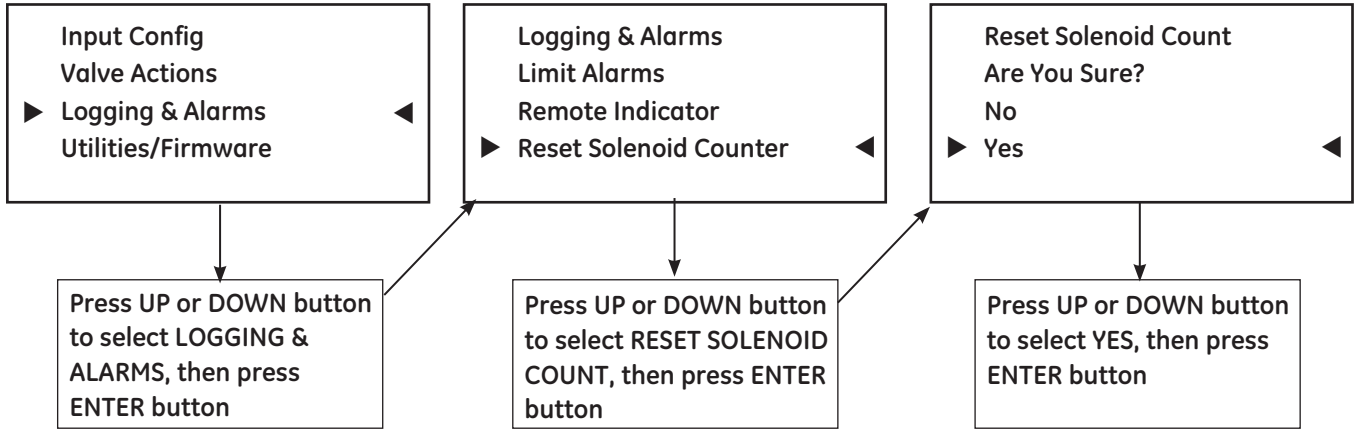 Input Config
Valve Actions
Logging & Alarms
Utilities/Firmware
Press UP or DOWN button
to select LOGGING &
ALARMS, then press
ENTER button
Logging & Alarms
Limit Alarms
Remote Indicator
Reset Solenoid Counter
Press UP or DOWN button
to select RESET SOLENOID
COUNT, then press ENTER
button
Reset Solenoid Count
Are You Sure?
No
Yes
Press UP or DOWN button
to select YES, then press
ENTER button